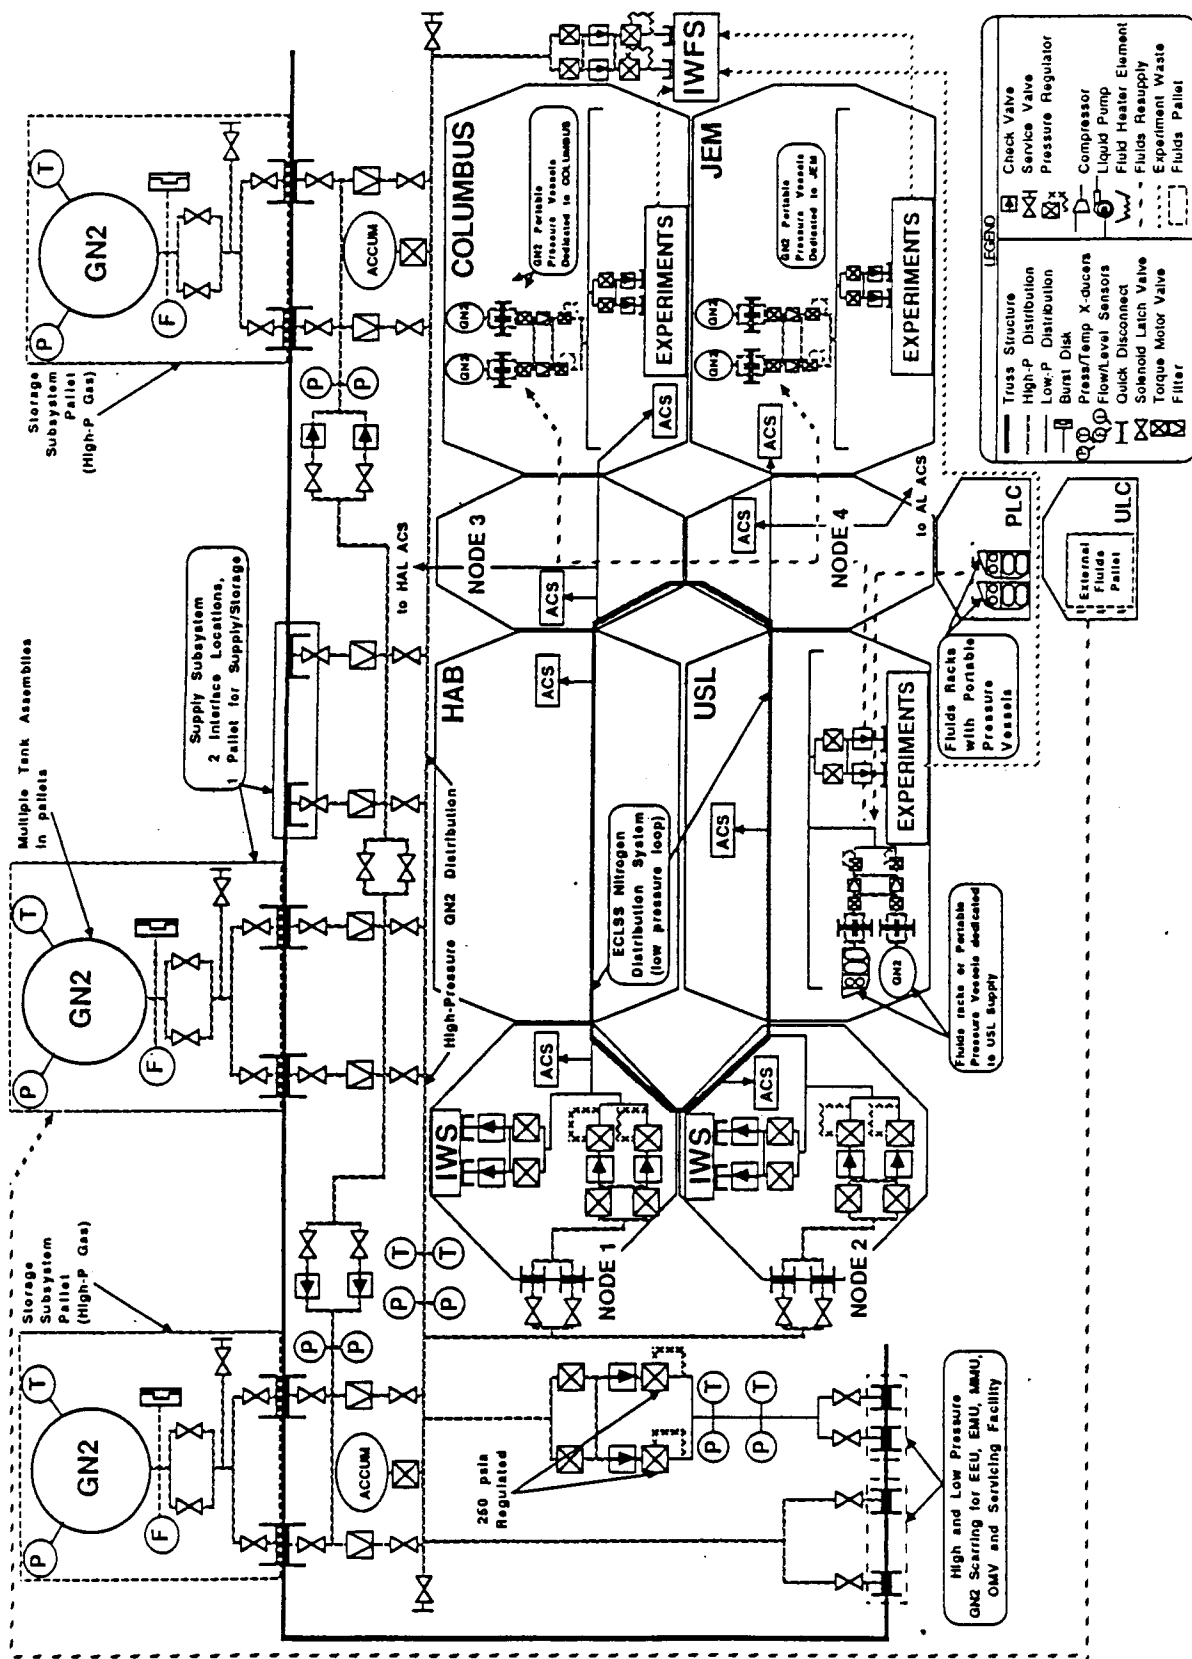 Storage
Subsystem
Pallet
(High-P Gas)
P
T
GN2
F
Multiple Tank Assemblies
in pallets
P
T
GN2
F
Supply Subsystem
2 Interface Locations,
1 Pallet for Supply/Storage
Storage
Subsystem
Pallet
(High-P Gas)
P
T
GN2
F
P
P
ACCUM
P
P
ACCUM
P
P
T
T
to HAL ACS
High-Pressure GN2 Distribution
250 psia
Regulated
P
T
P
T
High and Low Pressure
GN2 Scarring for EEU, EMU, MMU,
OMV and Servicing Facility
IWS
ACS
NODE 1
IWS
ACS
NODE 2
HAB
ACS
ECLSS Nitrogen
Distribution System
(low pressure loop)
USL
ACS
GN2
EXPERIMENTS
Fluids racks or Portable
Pressure Vessels dedicated
to USL supply
NODE 3
ACS
ACS
NODE 4
to AL ACS
COLUMBUS
GN2
GN2
GN2 Portable
Pressure Vessels
Dedicated to COLUMBUS
EXPERIMENTS
ACS
JEM
GN2
GN2
GN2 Portable
Pressure Vessels
Dedicated to JEM
EXPERIMENTS
ACS
IWFS
Fluids Racks
with Portable
Pressure
Vessels
PLC
External
Fluids
Pallet
ULC
LEGEND
Truss Structure
High-P Distribution
Low-P Distribution
Burst Disk
Press/Temp X-ducers
Flow/Level Sensors
Quick Disconnect
Solenoid Latch Valve
Torque Motor Valve
Filter
Check Valve
Service Valve
Pressure Regulator
Compressor
Liquid Pump
Fluid Heater Element
Fluids Resupply
Experiment Waste
Fluids Pallet